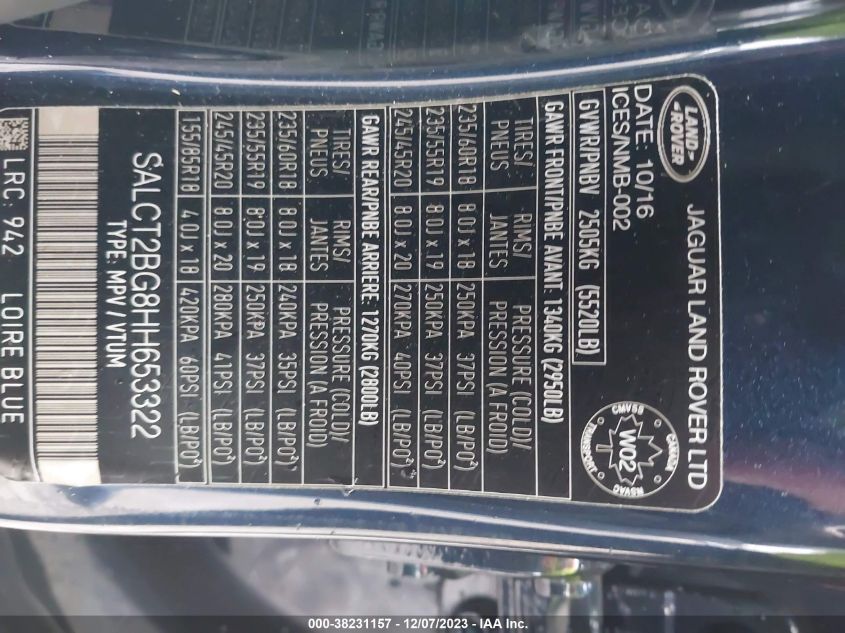 LAND ROVER
JAGUAR LAND ROVER LTD
DATE: 10/16
ICES/NMB-002
CMVSS
CANADA
TRANSPORT
NSVAC
W02
GVWR/PNBV 2505KG (5520LB)
GAWR FRONT/PNBE AVANT: 1340KG (2950LB)
TIRES/ RIMS/ PRESSURE (COLD)/
PNEUS JANTES PRESSION (A FROID)
235/60R18 8.0J x 18 250KPA 37PSI (LB/PO²)
235/55R19 8.0J x 19 250KPA 37PSI (LB/PO²)
245/45R20 8.0J x 20 270KPA 40PSI (LB/PO²)
GAWR REAR/PNBE ARRIERE: 1270KG (2800LB)
TIRES/ RIMS/ PRESSURE (COLD)/
PNEUS JANTES PRESSION (A FROID)
235/60R18 8.0J x 18 240KPA 35PSI (LB/PO²)
235/55R19 8.0J x 19 250KPA 37PSI (LB/PO²)
245/45R20 8.0J x 20 280KPA 41PSI (LB/PO²)
155/85R18 4.0J x 18 420KPA 60PSI (LB/PO²)
TYPE: MPV / VTUM
SALCT2BG8HH653322
LRC: 942 LOIRE BLUE
000-38231157 - 12/07/2023 - IAA Inc.